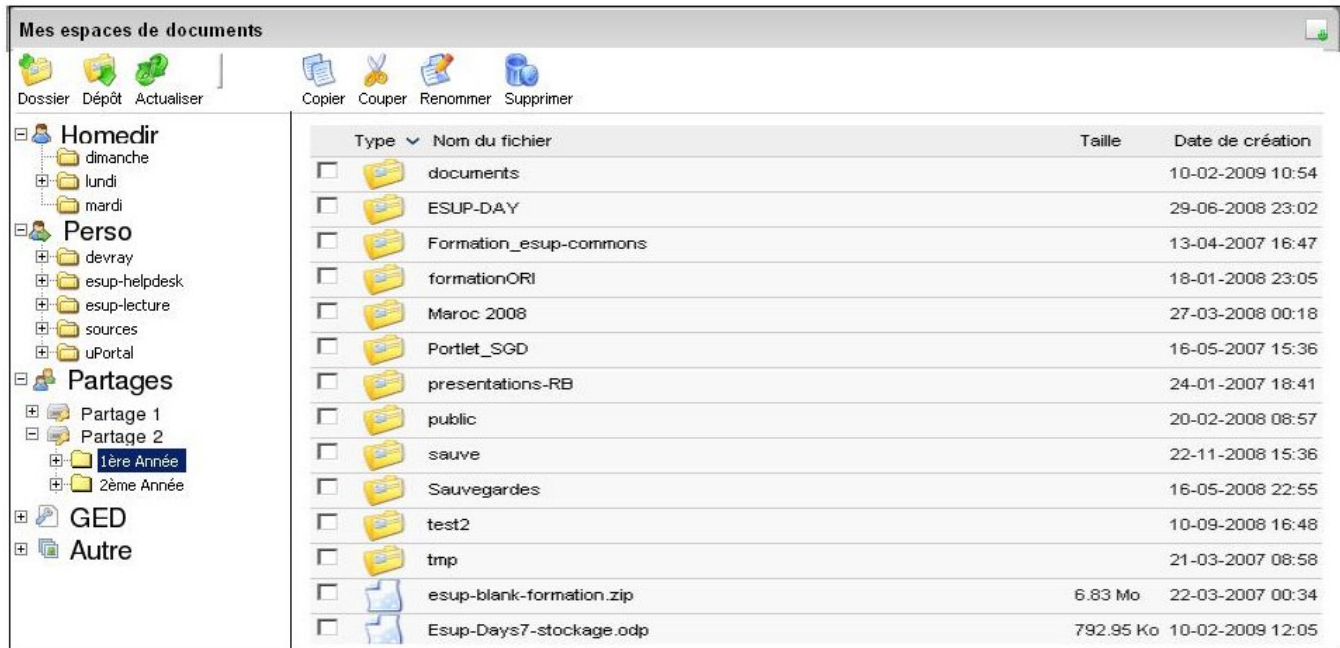 Mes espaces de documents
Dossier Dépôt Actualiser Copier Couper Renommer Supprimer
Homedir
dimanche
lundi
mardi
Perso
devray
esup-helpdesk
esup-lecture
sources
uPortal
Partages
Partage 1
Partage 2
1ère Année
2ème Année
GED
Autre
Type Nom du fichier Taille Date de création
documents 10-02-2009 10:54
ESUP-DAY 29-06-2008 23:02
Formation_esup-commons 13-04-2007 16:47
formationORI 18-01-2008 23:05
Maroc 2008 27-03-2008 00:18
Portlet_SGD 16-05-2007 15:36
presentations-RB 24-01-2007 18:41
public 20-02-2008 08:57
sauve 22-11-2008 15:36
Sauvegardes 16-05-2008 22:55
test2 10-09-2008 16:48
tmp 21-03-2007 08:58
esup-blank-formation.zip 6.83 Mo 22-03-2007 00:34
Esup-Days7-stockage.odp 792.95 Ko 10-02-2009 12:05